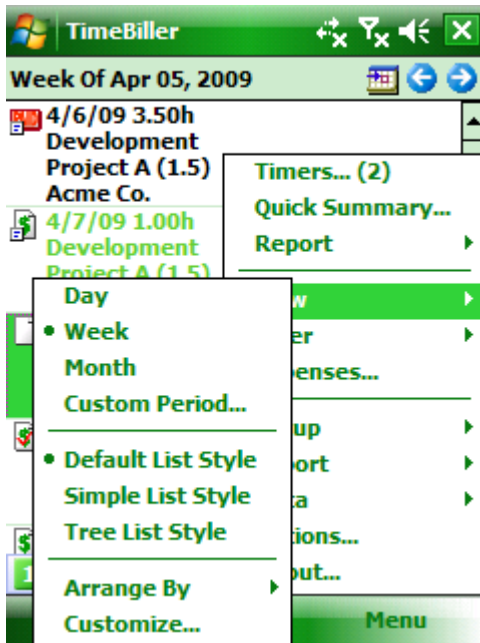 TimeBiller
Week Of Apr 05, 2009
4/6/09 3.50h
Development
Project A (1.5)
Acme Co.
4/7/09 1.00h
Development
Project A (1.5)
Timers... (2)
Quick Summary...
Report
Day
Week
Month
Custom Period...
Default List Style
Simple List Style
Tree List Style
Arrange By
Customize...
Menu